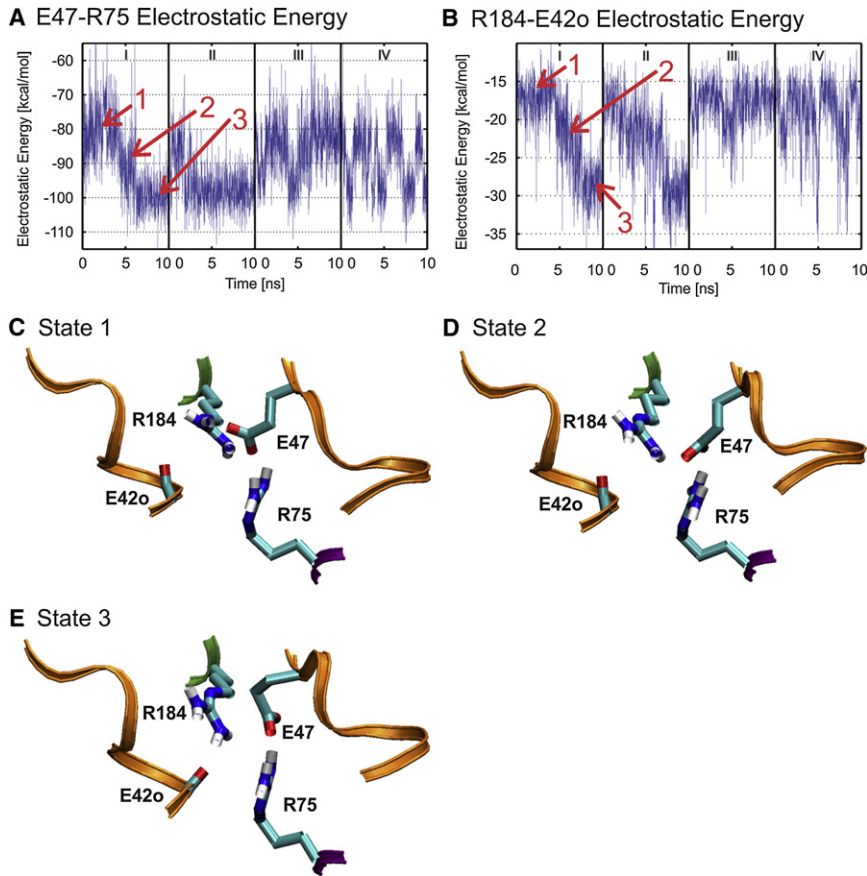 A E47-R75 Electrostatic Energy
B R184-E42o Electrostatic Energy
Electrostatic Energy [kcal/mol]
-60
-70
-80
-90
-100
-110
I II III IV
1
2
3
0 5 10 0 5 10 0 5 10 0 5 10
Time [ns]
Electrostatic Energy [kcal/mol]
-15
-20
-25
-30
-35
I II III IV
1
2
3
0 5 10 0 5 10 0 5 10 0 5 10
Time [ns]
C State 1
R184
E47
E42o
R75
D State 2
R184
E47
E42o
R75
E State 3
R184
E47
E42o
R75